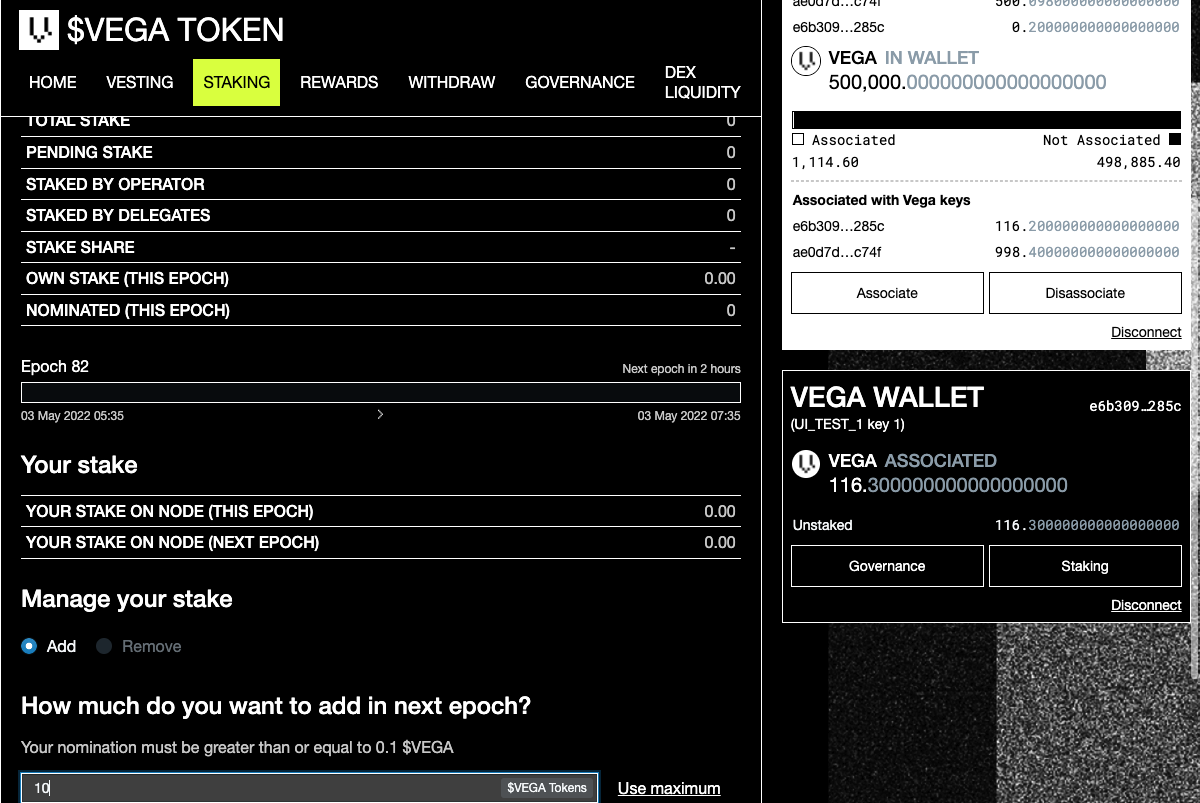 $VEGA TOKEN
HOME VESTING STAKING REWARDS WITHDRAW GOVERNANCE DEX LIQUIDITY
TOTAL STAKE 0
PENDING STAKE 0
STAKED BY OPERATOR 0
STAKED BY DELEGATES 0
STAKE SHARE -
OWN STAKE (THIS EPOCH) 0.00
NOMINATED (THIS EPOCH) 0
Epoch 82 Next epoch in 2 hours
03 May 2022 05:35 03 May 2022 07:35
Your stake
YOUR STAKE ON NODE (THIS EPOCH) 0.00
YOUR STAKE ON NODE (NEXT EPOCH) 0.00
Manage your stake
Add Remove
How much do you want to add in next epoch?
Your nomination must be greater than or equal to 0.1 $VEGA
10 $VEGA Tokens Use maximum
ae0d7d…c74f 500.098000000000000000
e6b309…285c 0.200000000000000000
VEGA IN WALLET
500,000.000000000000000000
Associated Not Associated
1,114.60 498,885.40
Associated with Vega keys
e6b309…285c 116.200000000000000000
ae0d7d…c74f 998.400000000000000000
Associate Disassociate
Disconnect
VEGA WALLET e6b309…285c
(UI_TEST_1 key 1)
VEGA ASSOCIATED
116.300000000000000000
Unstaked 116.300000000000000000
Governance Staking
Disconnect